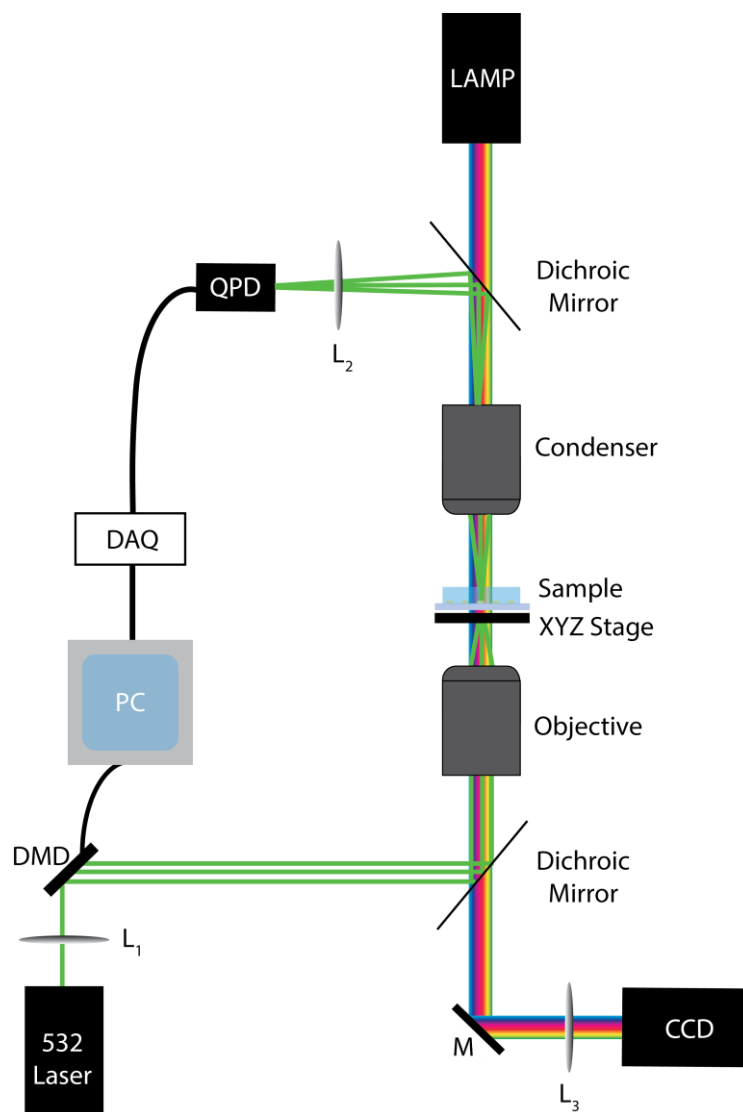 LAMP
Dichroic
Mirror
QPD
L2
Condenser
DAQ
Sample
XYZ Stage
PC
Objective
DMD
Dichroic
Mirror
L1
532
Laser
M
CCD
L3